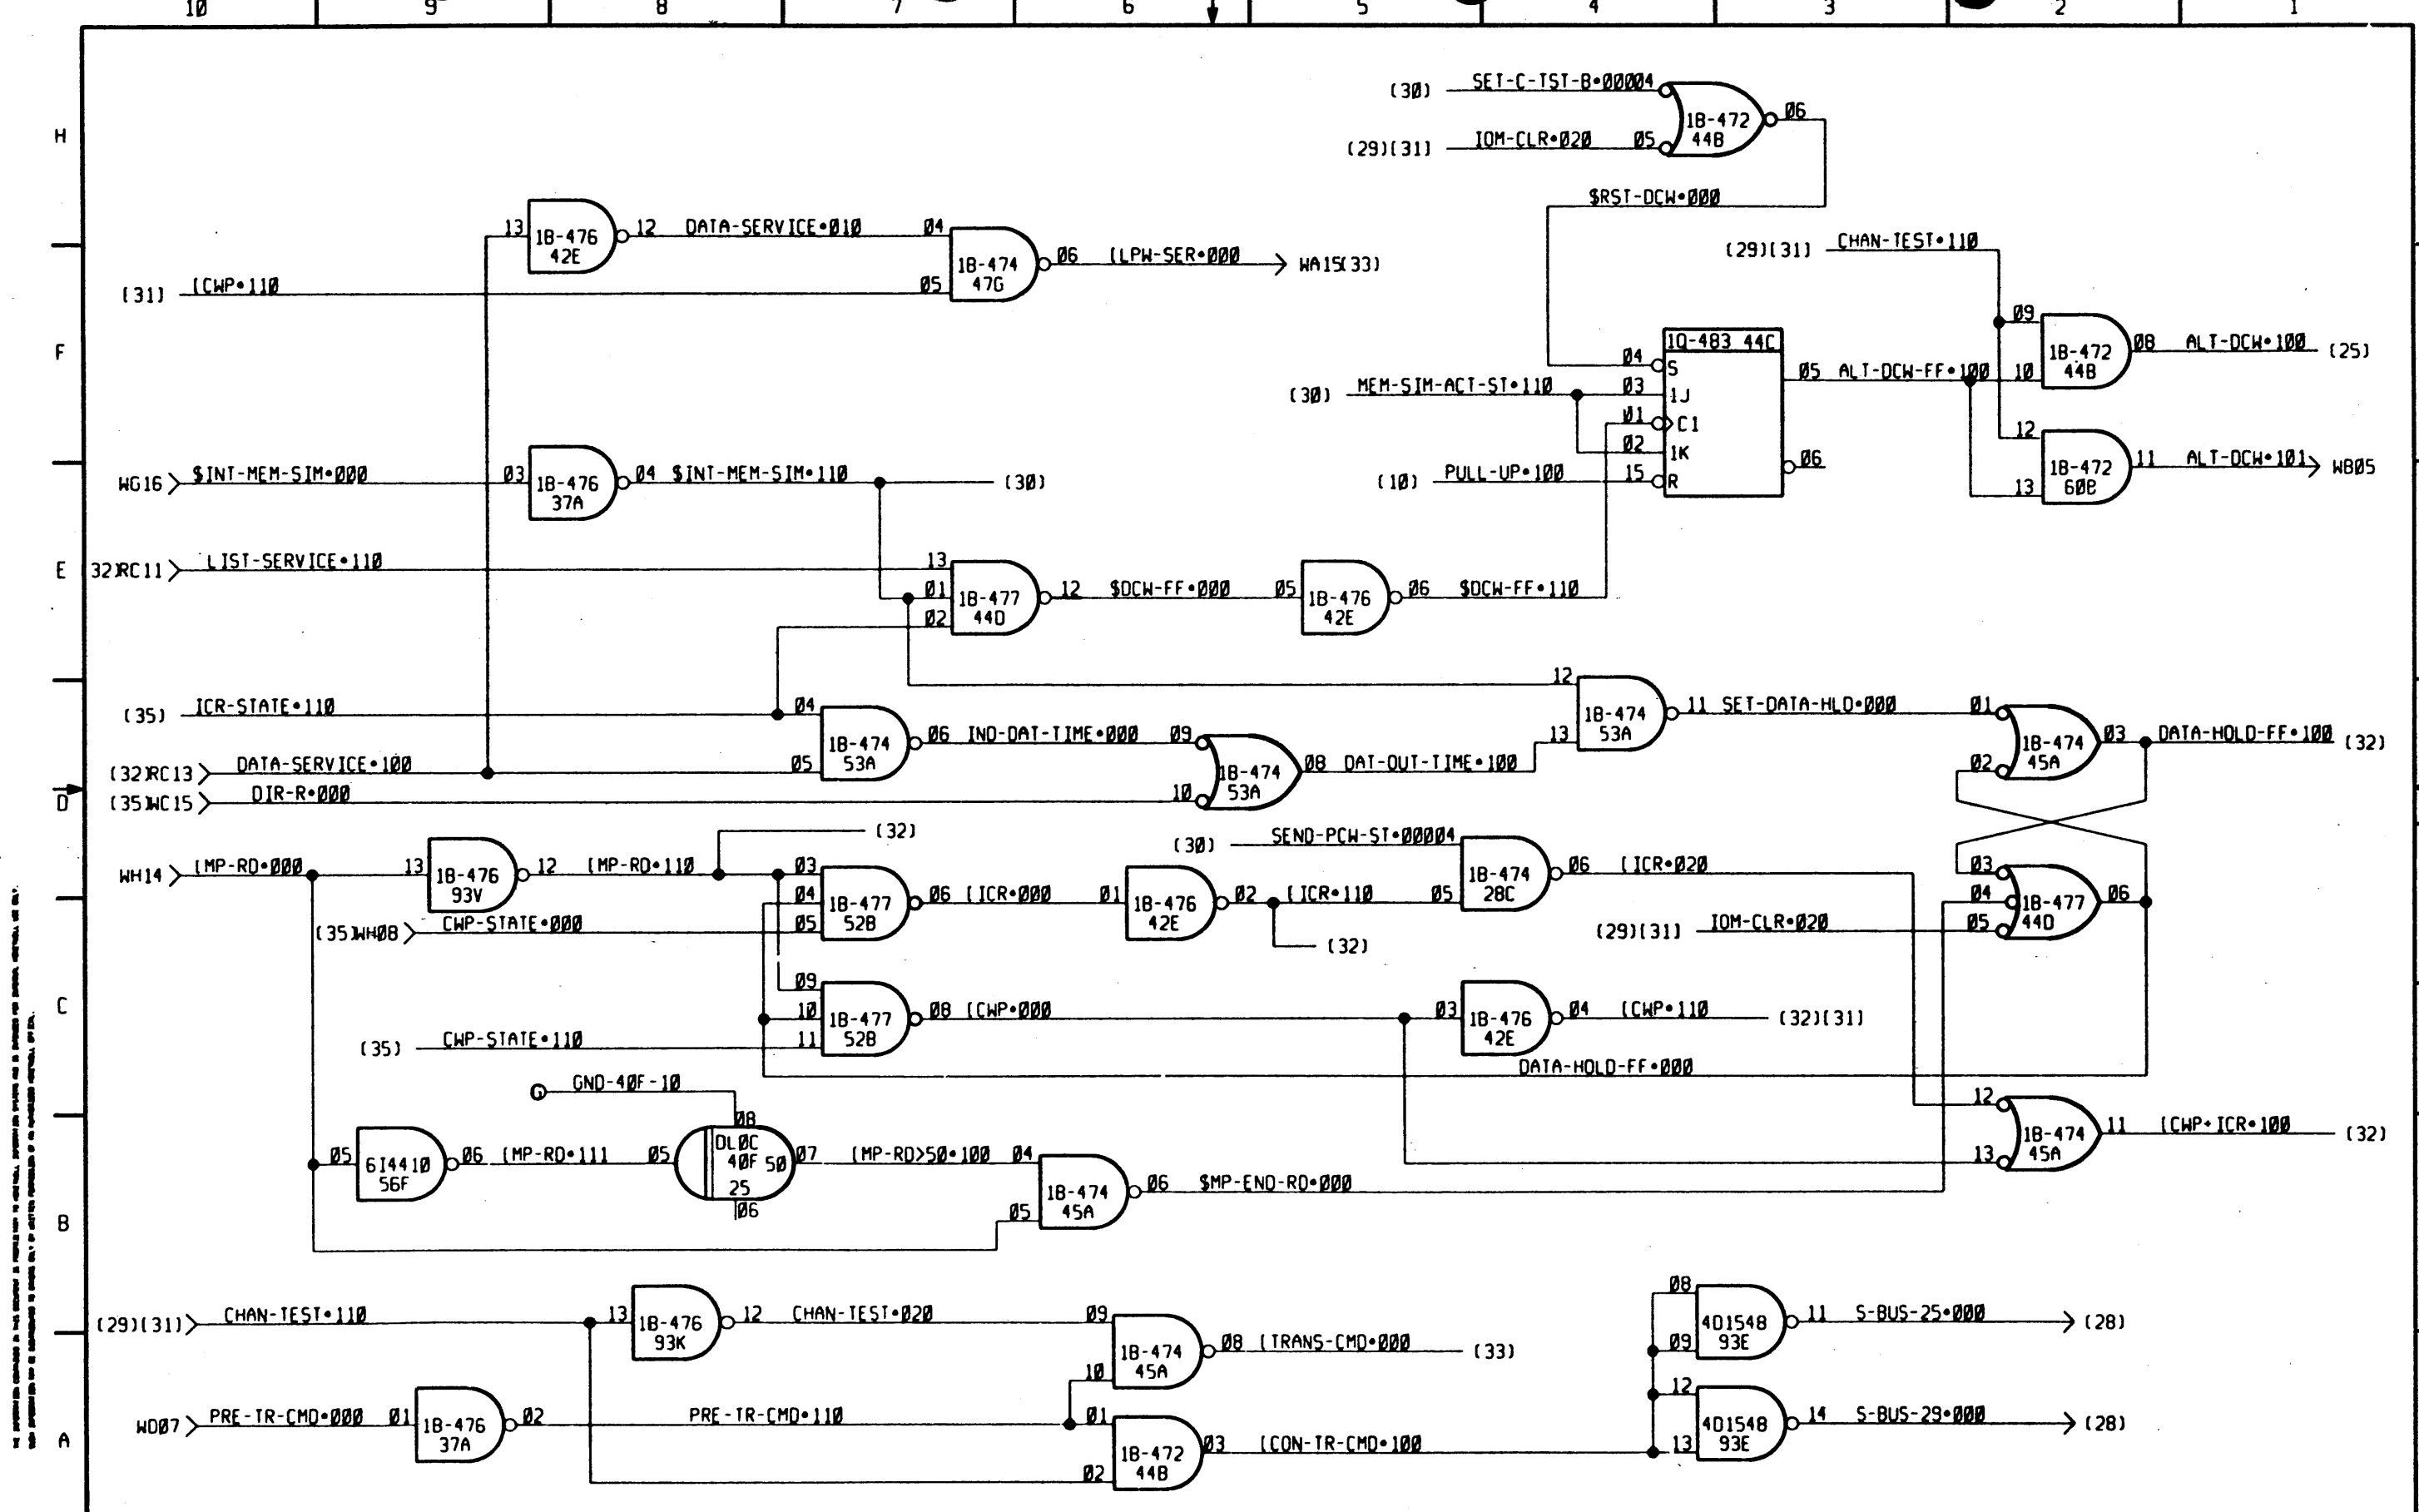 10 9 8 7 6 5 4 3 2 1
(30) SET-C-TST-B•00004
06
1B-472
44B
H
(29)(31) IOM-CLR•020 05
$RST-DCW•000
13 1B-476 42E 12 DATA-SERVICE•010 04
1B-474 47G 06 [LPW-SER•000 WA15(33)
(31) [CWP•110 05
(29)(31) CHAN-TEST•110
F
09 1B-472 44B 08 ALT-DCW•100 (25)
10
1Q-483 44C
04 S
(30) MEM-SIM-ACT-ST•110 03 1J
05 ALT-DCW-FF•100
01 C1
02 1K
06
(10) PULL-UP•100 15 R
12 1B-472 60B 11 ALT-DCW•101 WB05
13
WG16 $INT-MEM-SIM•000 03 1B-476 37A 04 $INT-MEM-SIM•110 (30)
E
32)RC11 LIST-SERVICE•110 13
01 1B-477 44D 12 $DCW-FF•000 05 1B-476 42E 06 $DCW-FF•110
02
(35) ICR-STATE•110 04
1B-474 53A 06 IND-DAT-TIME•000 09
(32)RC13 DATA-SERVICE•100 05
1B-474 53A 08 DAT-OUT-TIME•100 13
12 1B-474 53A 11 SET-DATA-HLD•000 01
1B-474 45A 03 DATA-HOLD-FF•100 (32)
02
D
(35)WC15 DIR-R•000 10
(32)
WH14 [MP-RD•000 13 1B-476 93V 12 [MP-RD•110 03
04 1B-477 52B 06 [ICR•000 01 1B-476 42E 02 [ICR•110 05
(30) SEND-PCW-ST•00004
1B-474 28C 06 [ICR•020
(35)WH08 CWP-STATE•000 05
(32)
03
04 1B-477 44D 06
(29)(31) IOM-CLR•020 05
C
09
10 1B-477 52B 08 [CWP•000 03 1B-476 42E 04 [CWP•110 (32)(31)
(35) CWP-STATE•110 11
DATA-HOLD-FF•000
G GND-40F-10
08
12 1B-474 45A 11 [CWP+ICR•100 (32)
13
05 6I4410 56F 06 [MP-RD•111 05 DL0C 40F 50 25 07 [MP-RD>50•100 04
06
1B-474 45A 06 $MP-END-RD•000
05
B
(29)(31) CHAN-TEST•110 13 1B-476 93K 12 CHAN-TEST•020 09
1B-474 45A 08 [TRANS-CMD•000 (33)
10
08 4D1548 93E 11 S-BUS-25•000 (28)
09
WD07 PRE-TR-CMD•000 01 1B-476 37A 02 PRE-TR-CMD•110 01
1B-472 44B 03 [CON-TR-CMD•100
02
12 4D1548 93E 14 S-BUS-29•000 (28)
13
A